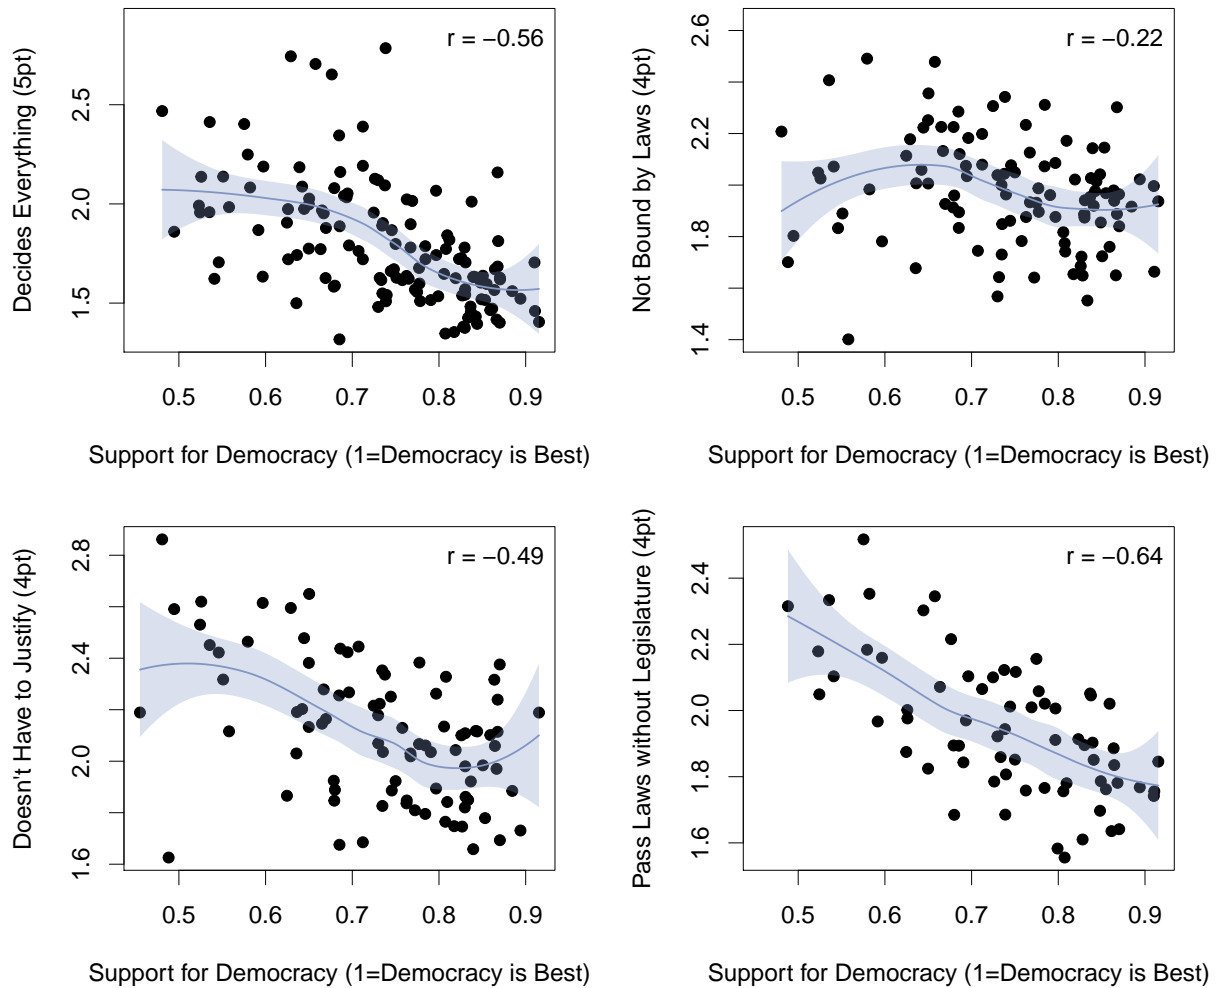 r = −0.56
Decides Everything (5pt)
2.5
2.0
1.5
0.5 0.6 0.7 0.8 0.9
Support for Democracy (1=Democracy is Best)
r = −0.22
Not Bound by Laws (4pt)
2.6
2.2
1.8
1.4
0.5 0.6 0.7 0.8 0.9
Support for Democracy (1=Democracy is Best)
r = −0.49
Doesn't Have to Justify (4pt)
2.8
2.4
2.0
1.6
0.5 0.6 0.7 0.8 0.9
Support for Democracy (1=Democracy is Best)
r = −0.64
Pass Laws without Legislature (4pt)
2.4
2.2
2.0
1.8
1.6
0.5 0.6 0.7 0.8 0.9
Support for Democracy (1=Democracy is Best)